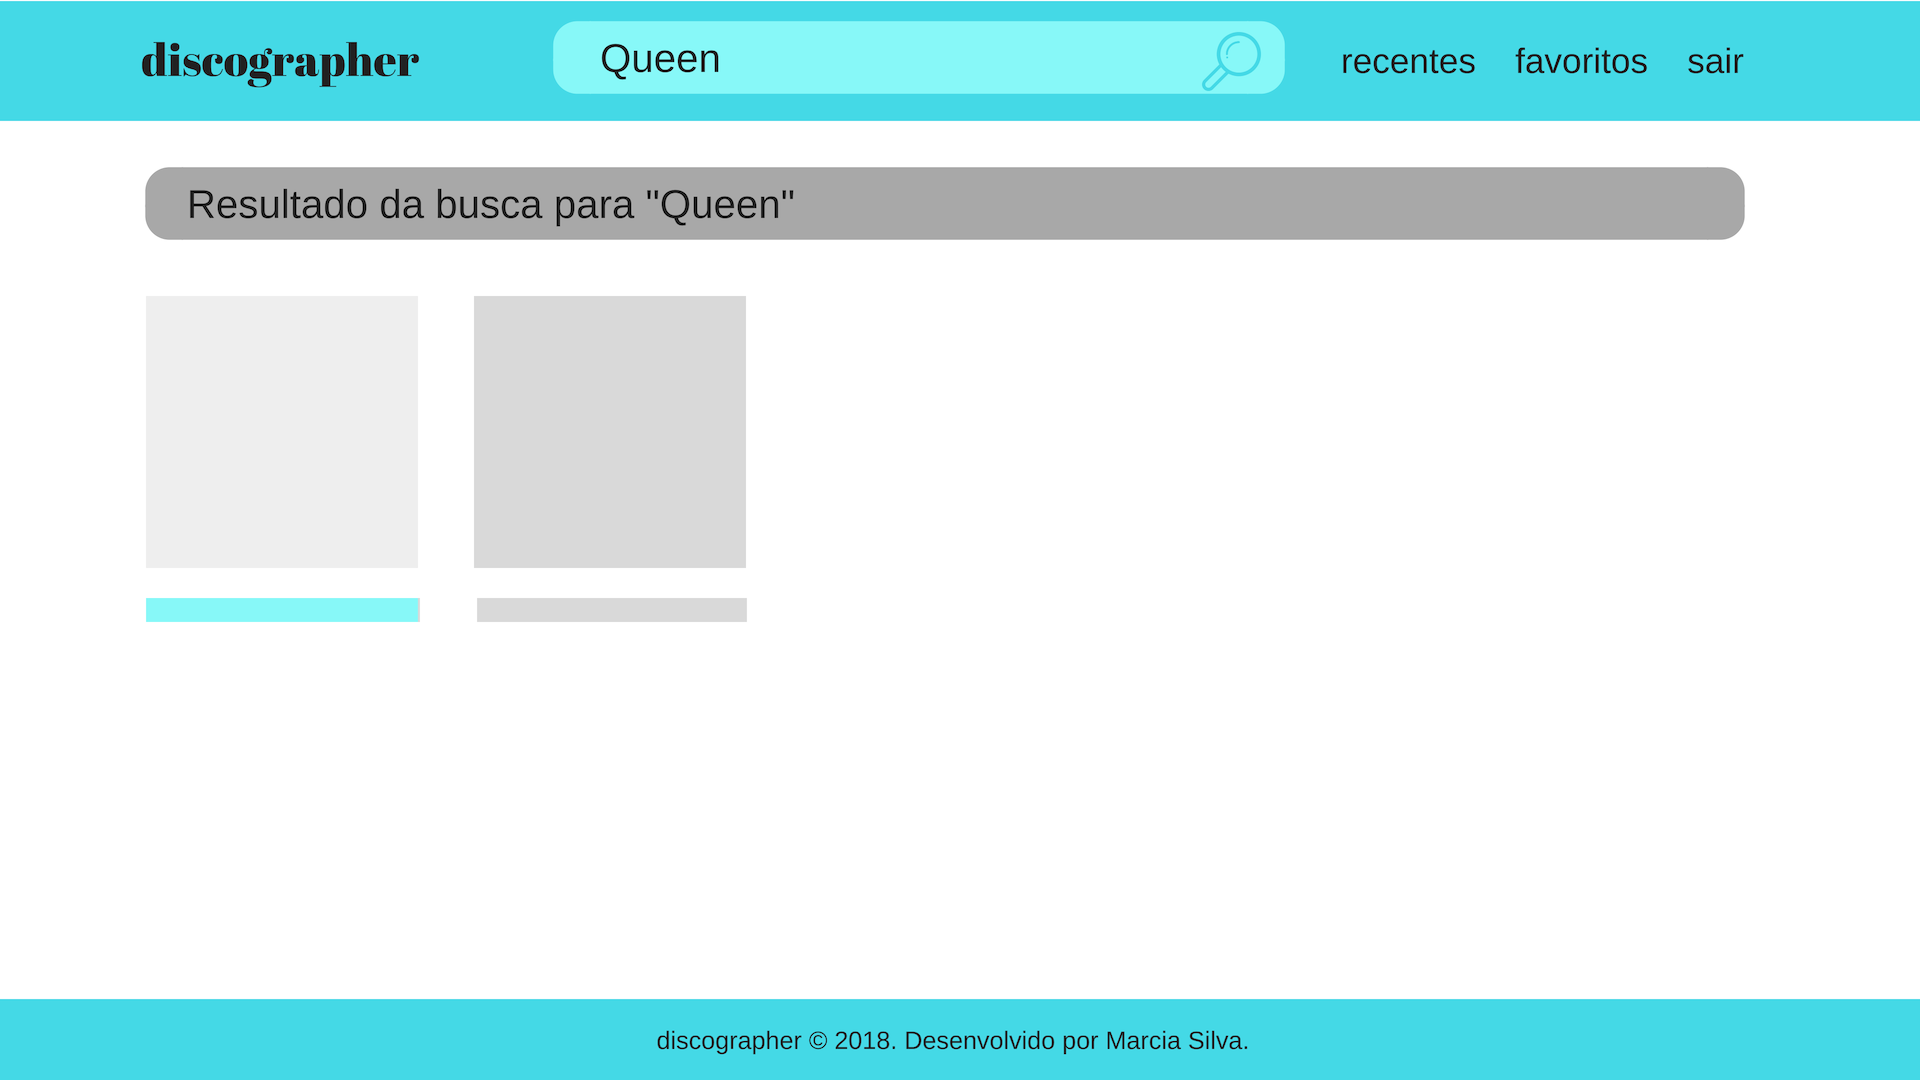 discographer
Queen
recentes favoritos sair
Resultado da busca para "Queen"
discographer © 2018. Desenvolvido por Marcia Silva.